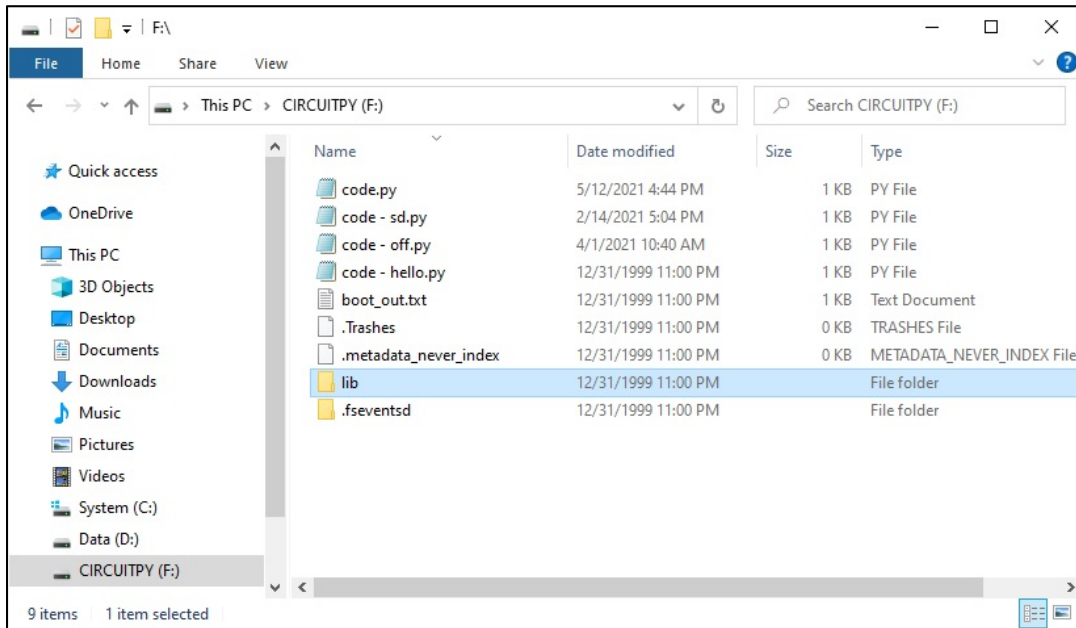 F:\
File Home Share View
This PC > CIRCUITPY (F:) Search CIRCUITPY (F:)
Quick access
OneDrive
This PC
3D Objects
Desktop
Documents
Downloads
Music
Pictures
Videos
System (C:)
Data (D:)
CIRCUITPY (F:)
Name Date modified Size Type
code.py 5/12/2021 4:44 PM 1 KB PY File
code - sd.py 2/14/2021 5:04 PM 1 KB PY File
code - off.py 4/1/2021 10:40 AM 1 KB PY File
code - hello.py 12/31/1999 11:00 PM 1 KB PY File
boot_out.txt 12/31/1999 11:00 PM 1 KB Text Document
.Trashes 12/31/1999 11:00 PM 0 KB TRASHES File
.metadata_never_index 12/31/1999 11:00 PM 0 KB METADATA_NEVER_INDEX File
lib 12/31/1999 11:00 PM File folder
.fseventsd 12/31/1999 11:00 PM File folder
9 items 1 item selected